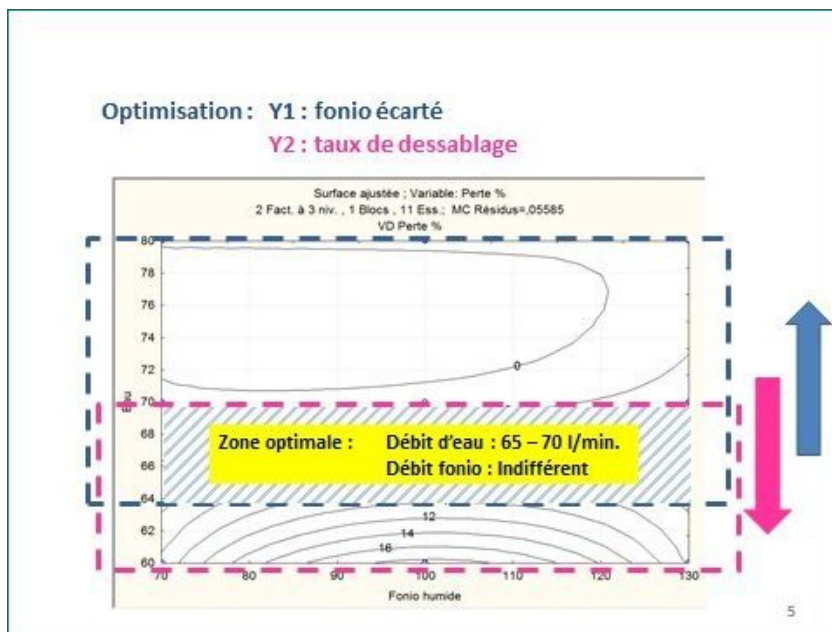 Optimisation : Y1 : fonio écarté
Y2 : taux de dessablage
Surface ajustée ; Variable: Perte %
2 Fact. à 3 niv. , 1 Blocs , 11 Ess.; MC Résidus=,05585
VD Perte %
80
78
76
74
72
70
68
66
64
62
60
Eau
0
Zone optimale : Débit d'eau : 65 – 70 l/min.
Débit fonio : Indifférent
12
14
16
70 80 90 100 110 120 130
Fonio humide
5